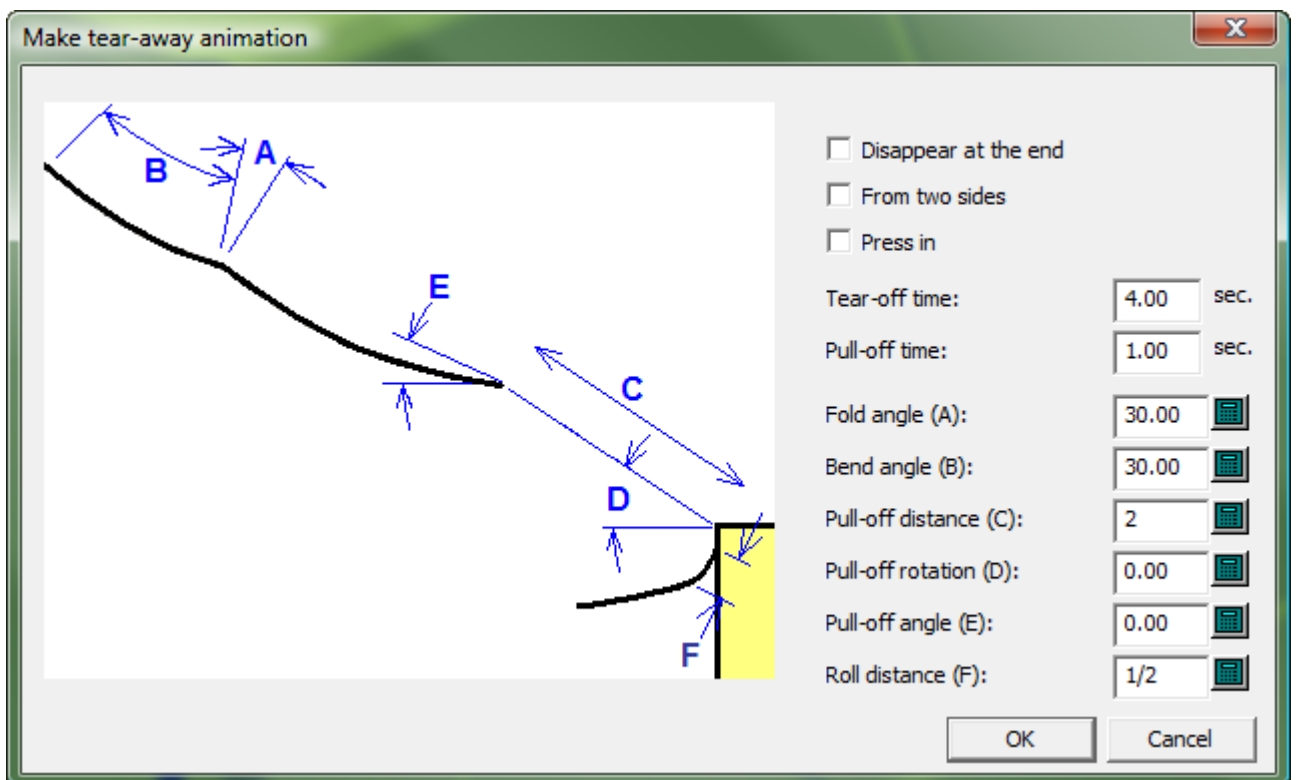 Make tear-away animation
B
A
E
C
D
F
Disappear at the end
From two sides
Press in
Tear-off time: 4.00 sec.
Pull-off time: 1.00 sec.
Fold angle (A): 30.00
Bend angle (B): 30.00
Pull-off distance (C): 2
Pull-off rotation (D): 0.00
Pull-off angle (E): 0.00
Roll distance (F): 1/2
OK Cancel